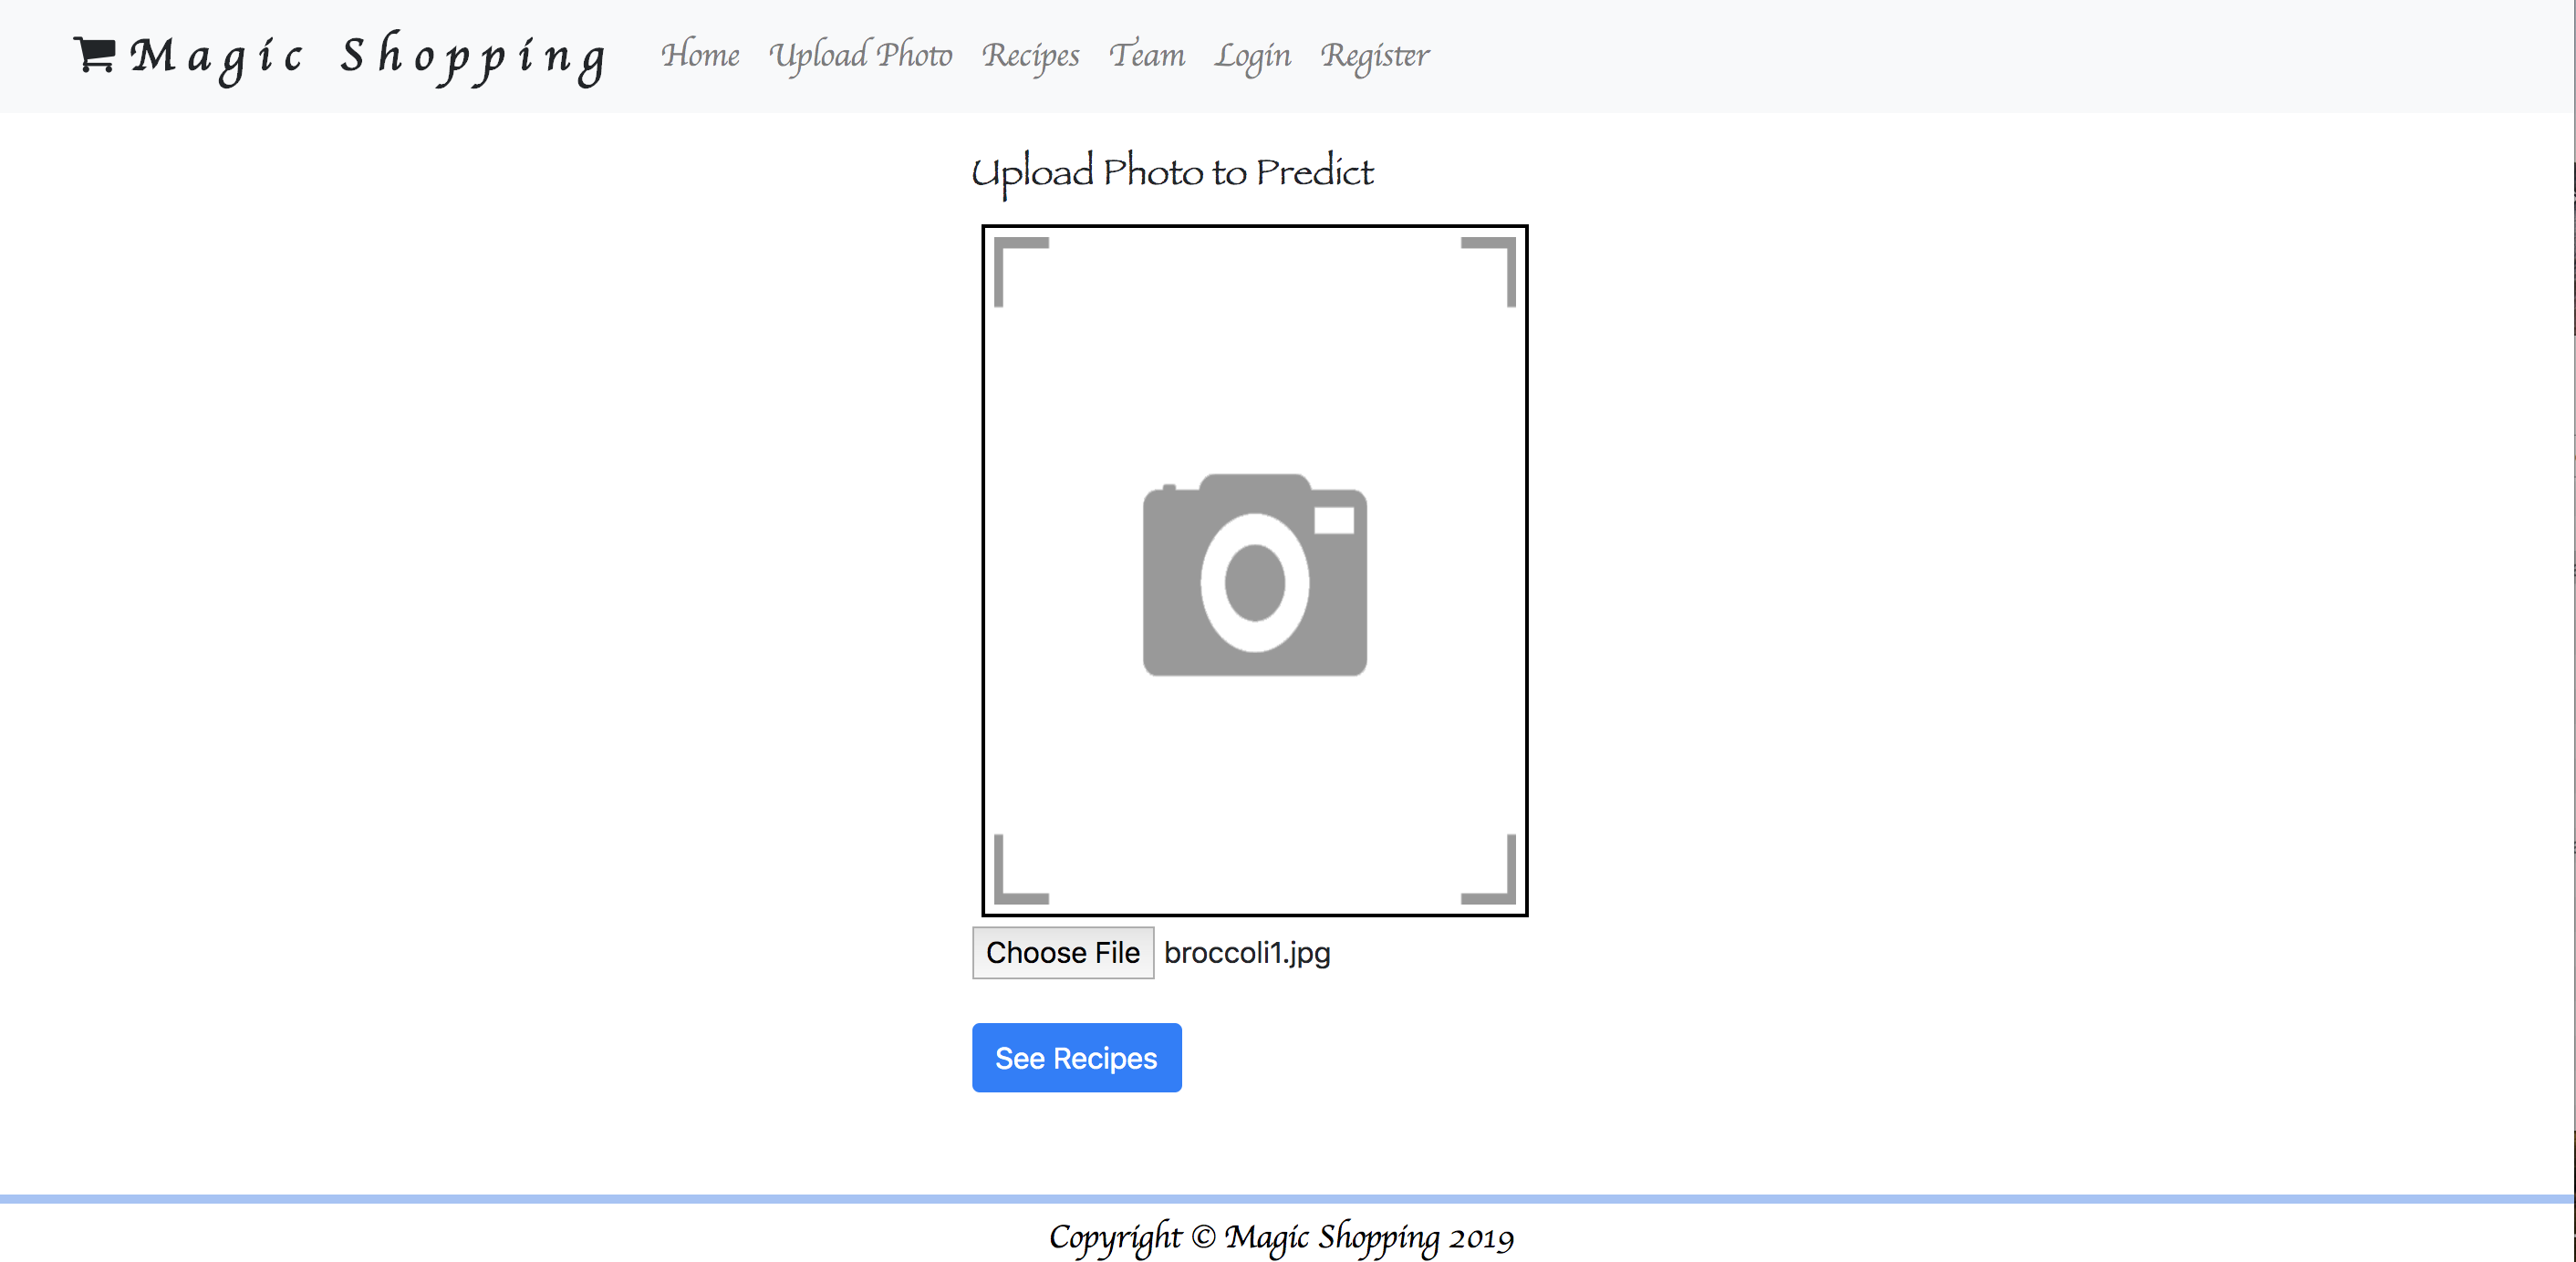 Magic Shopping Home Upload Photo Recipes Team Login Register
Upload Photo to Predict
Choose File broccoli1.jpg
See Recipes
Copyright © Magic Shopping 2019